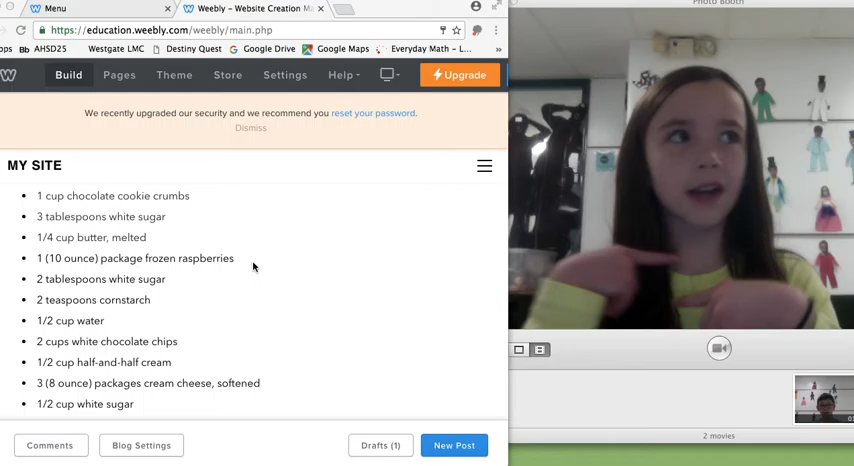 Menu
Weebly – Website Creation M
Photo Booth
https://education.weebly.com/weebly/main.php
pps
Bb AHSD25
Westgate LMC
Destiny Quest
Google Drive
Google Maps
Everyday Math – L...
»
Build
Pages
Theme
Store
Settings
Help
Upgrade
We recently upgraded our security and we recommend you reset your password.
Dismiss
MY SITE
• 1 cup chocolate cookie crumbs
• 3 tablespoons white sugar
• 1/4 cup butter, melted
• 1 (10 ounce) package frozen raspberries
• 2 tablespoons white sugar
• 2 teaspoons cornstarch
• 1/2 cup water
• 2 cups white chocolate chips
• 1/2 cup half-and-half cream
• 3 (8 ounce) packages cream cheese, softened
• 1/2 cup white sugar
Comments
Blog Settings
Drafts (1)
New Post
2 movies